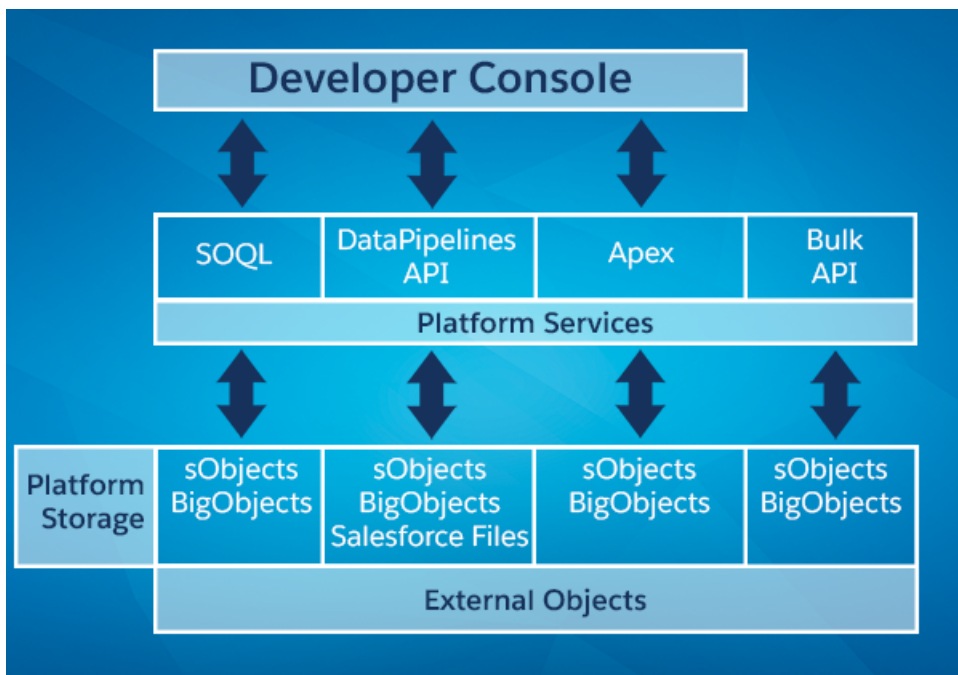 Developer Console
SOQL
DataPipelines
API
Apex
Bulk
API
Platform Services
Platform
Storage
sObjects
BigObjects
sObjects
BigObjects
Salesforce Files
sObjects
BigObjects
sObjects
BigObjects
External Objects